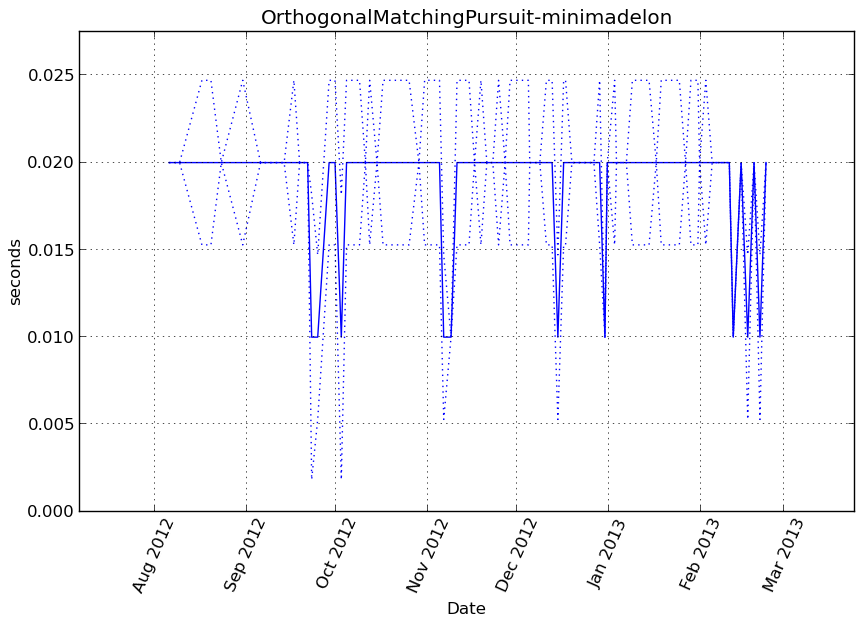 OrthogonalMatchingPursuit-minimadelon
0.025
0.020
0.015
0.010
0.005
0.000
seconds
Aug 2012
Sep 2012
Oct 2012
Nov 2012
Dec 2012
Jan 2013
Feb 2013
Mar 2013
Date